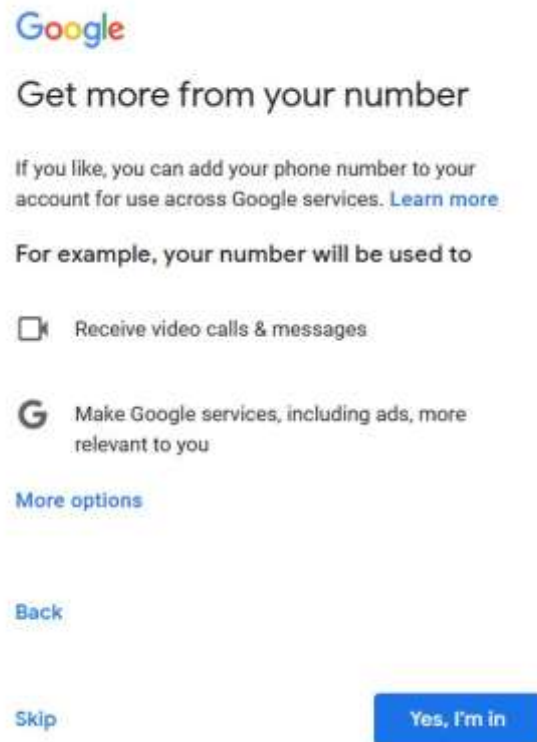 Google
Get more from your number
If you like, you can add your phone number to your
account for use across Google services. Learn more
For example, your number will be used to
Receive video calls & messages
G Make Google services, including ads, more
relevant to you
More options
Back
Skip
Yes, I'm in